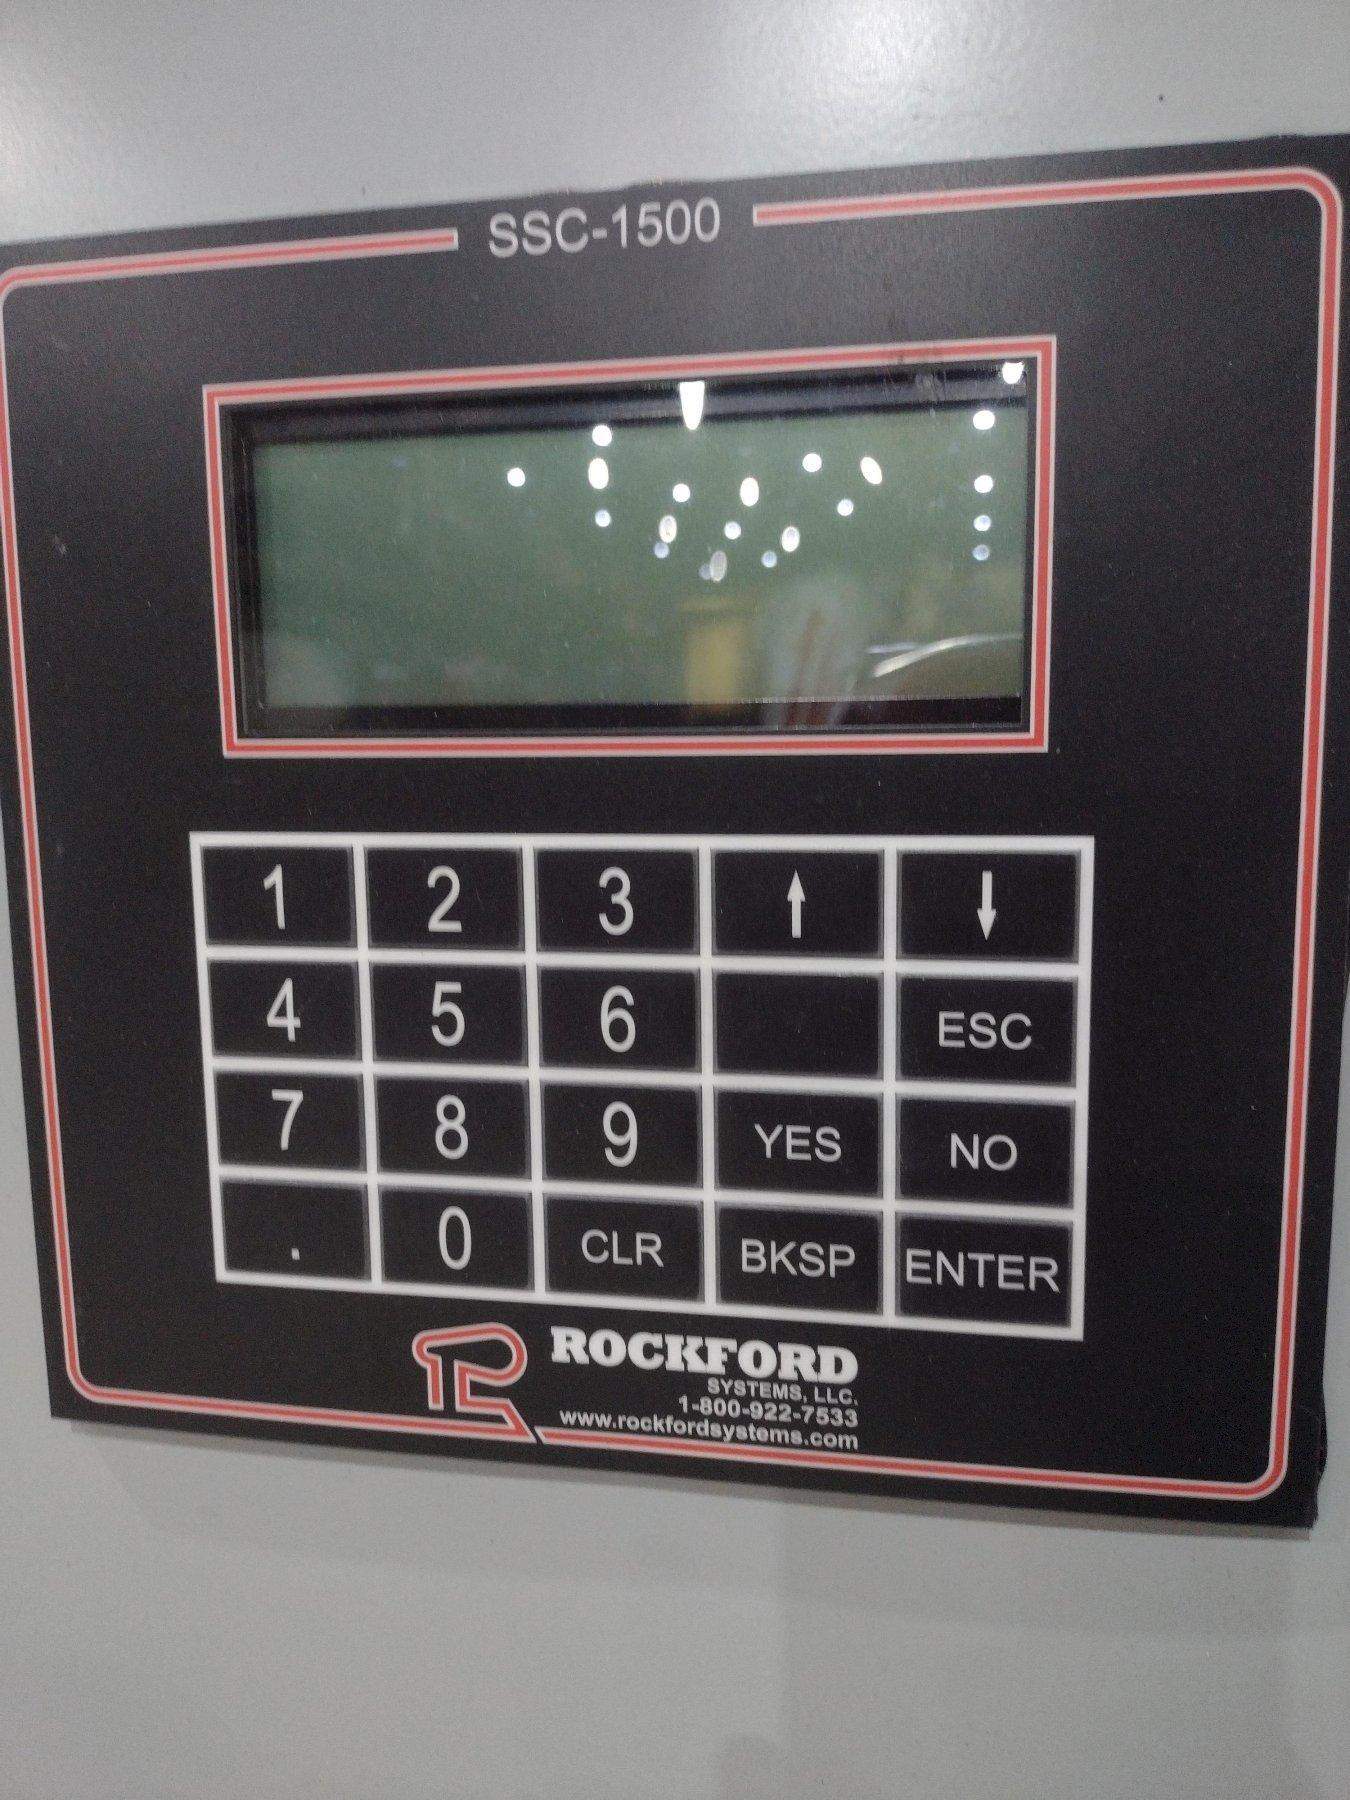 SSC-1500
1 2 3 ↑ ↓
4 5 6 ESC
7 8 9 YES NO
. 0 CLR BKSP ENTER
ROCKFORD
SYSTEMS, LLC.
1-800-922-7533
www.rockfordsystems.com